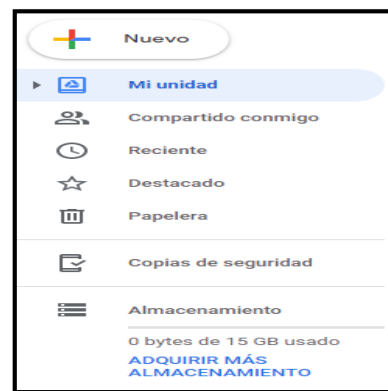 Nuevo
Mi unidad
Compartido conmigo
Reciente
Destacado
Papelera
Copias de seguridad
Almacenamiento
0 bytes de 15 GB usado
ADQUIRIR MÁS
ALMACENAMIENTO